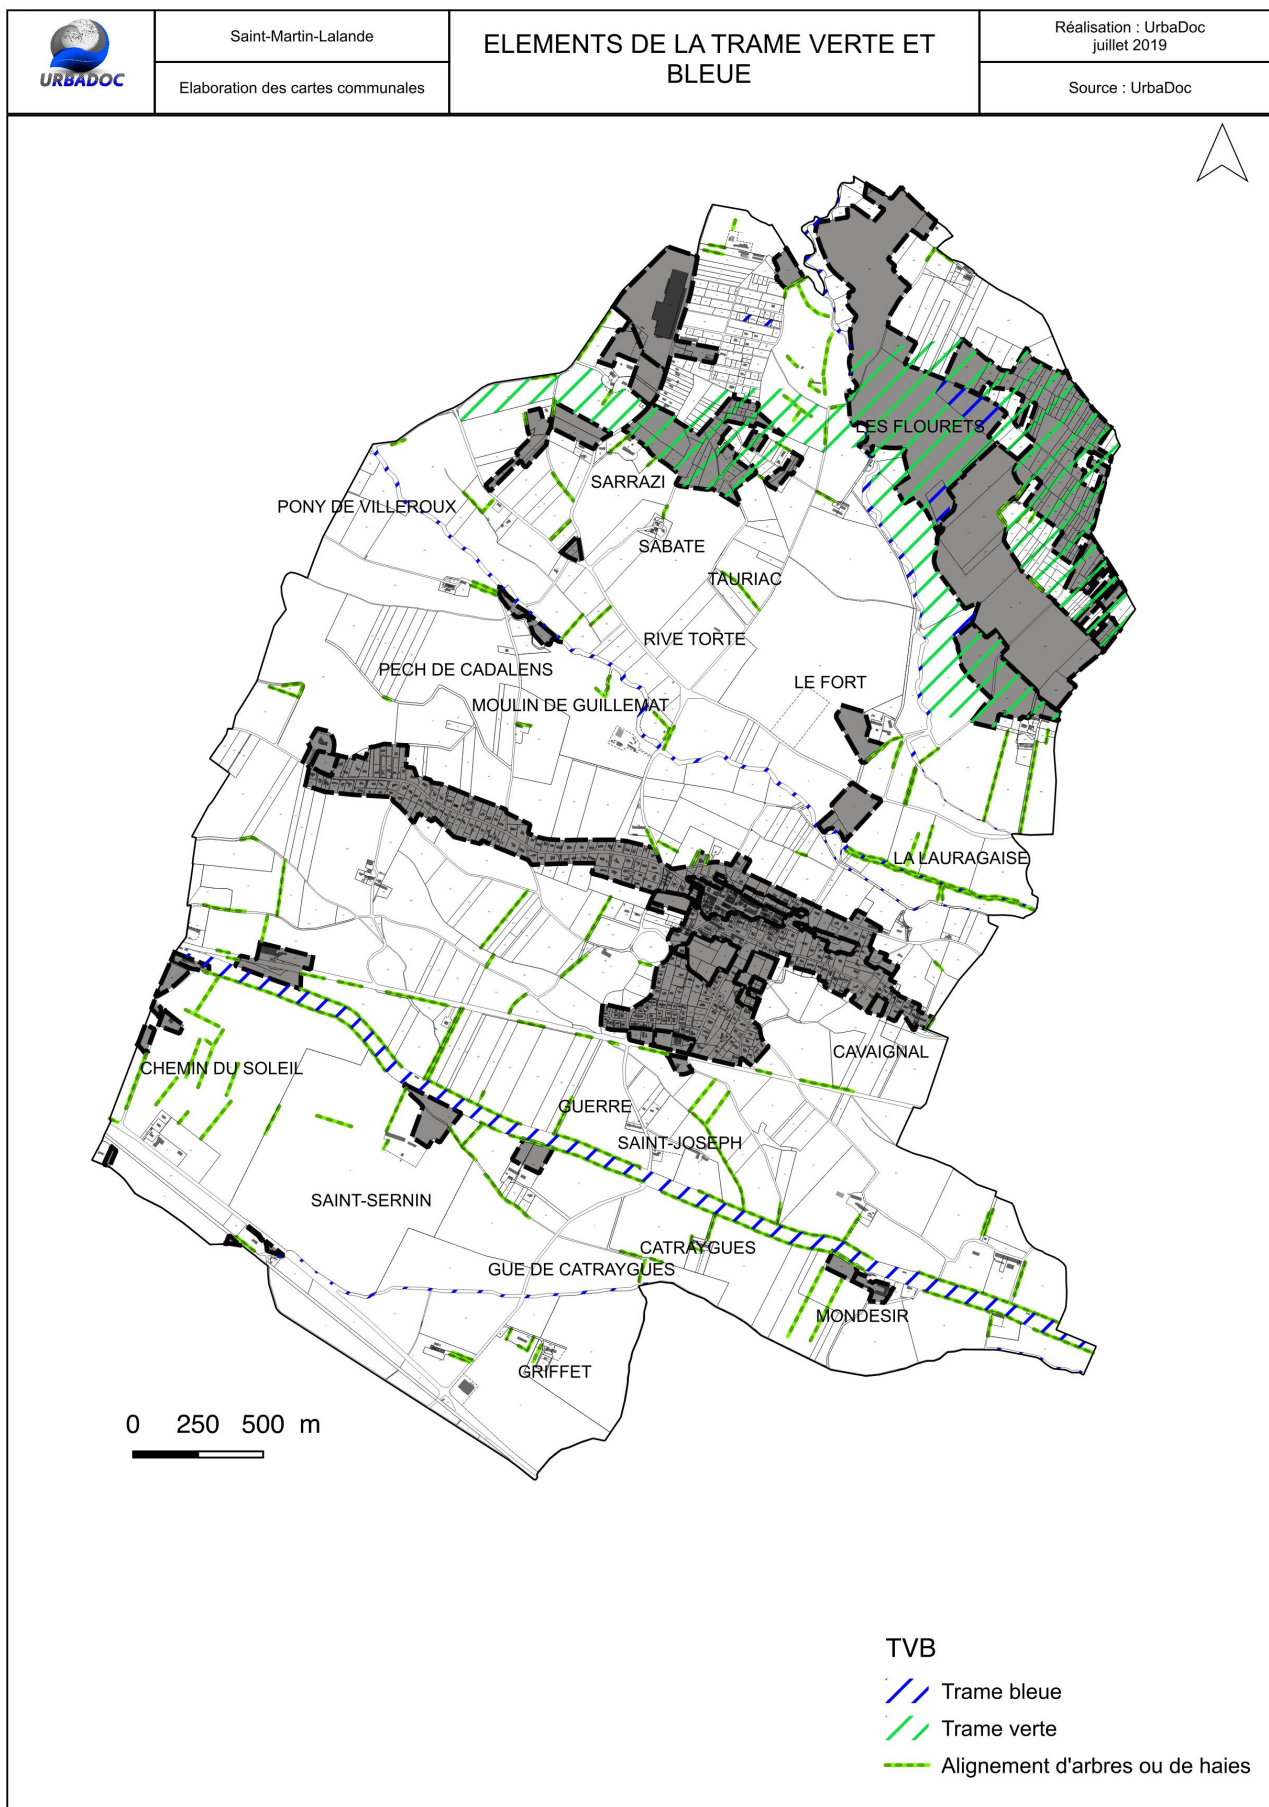 URBADOC
Saint-Martin-Lalande
Elaboration des cartes communales
ELEMENTS DE LA TRAME VERTE ET
BLEUE
Réalisation : UrbaDoc
juillet 2019
Source : UrbaDoc
LES FLOURETS
SARRAZI
PONY DE VILLEROUX
SABATE
TAURIAC
RIVE TORTE
PECH DE CADALENS
LE FORT
MOULIN DE GUILLEMAT
LA LAURAGAISE
CAVAIGNAL
CHEMIN DU SOLEIL
GUERRE
SAINT-JOSEPH
SAINT-SERNIN
CATRAYGUES
GUE DE CATRAYGUES
MONDESIR
GRIFFET
0 250 500 m
TVB
Trame bleue
Trame verte
Alignement d'arbres ou de haies